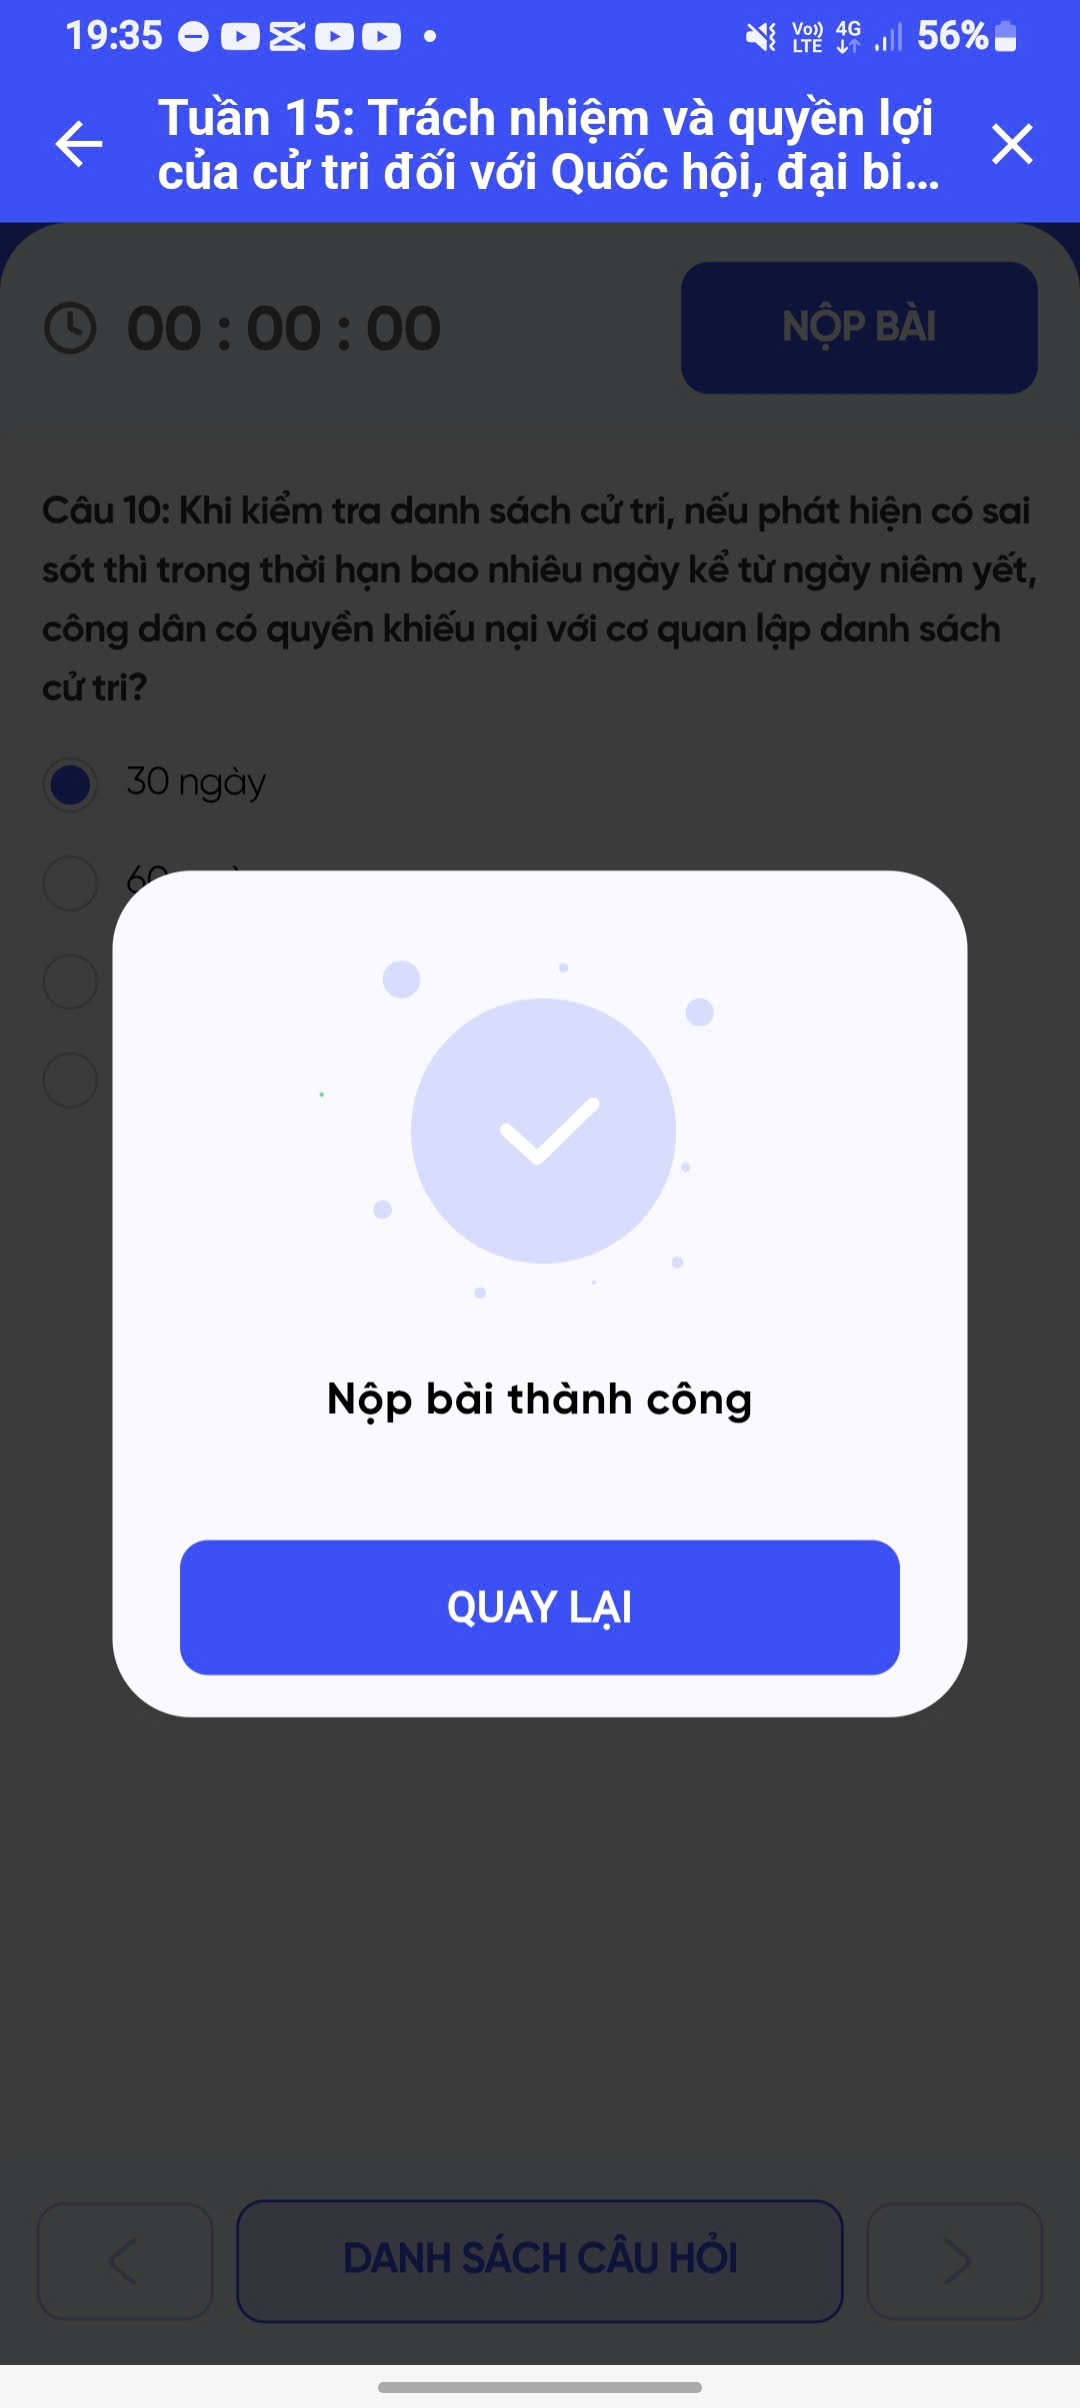 19:35
Vo)) LTE 4G 56%
Tuần 15: Trách nhiệm và quyền lợi
của cử tri đối với Quốc hội, đại bi...
00 : 00 : 00
NỘP BÀI
Câu 10: Khi kiểm tra danh sách cử tri, nếu phát hiện có sai
sót thì trong thời hạn bao nhiêu ngày kể từ ngày niêm yết,
công dân có quyền khiếu nại với cơ quan lập danh sách
cử tri?
30 ngày
Nộp bài thành công
QUAY LẠI
DANH SÁCH CÂU HỎI